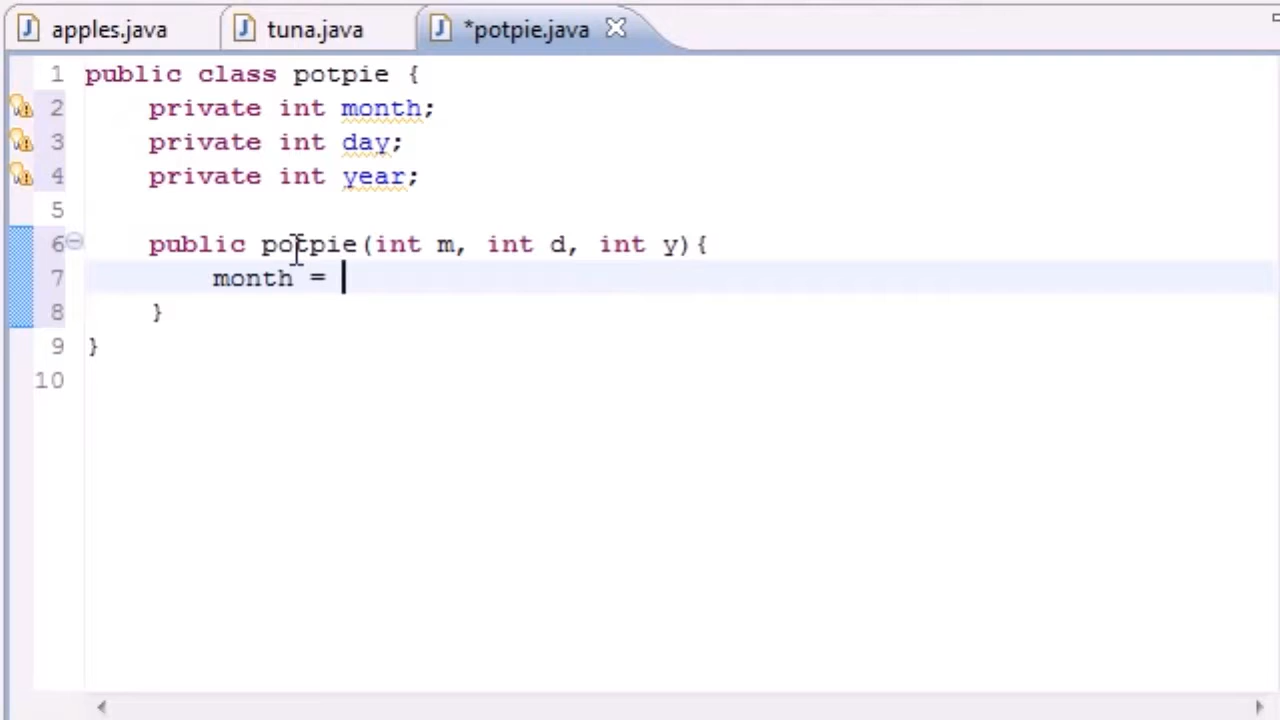 apples.java tuna.java *potpie.java
1 public class potpie {
2 private int month;
3 private int day;
4 private int year;
5
6 public potpie(int m, int d, int y){
7 month =
8 }
9 }
10